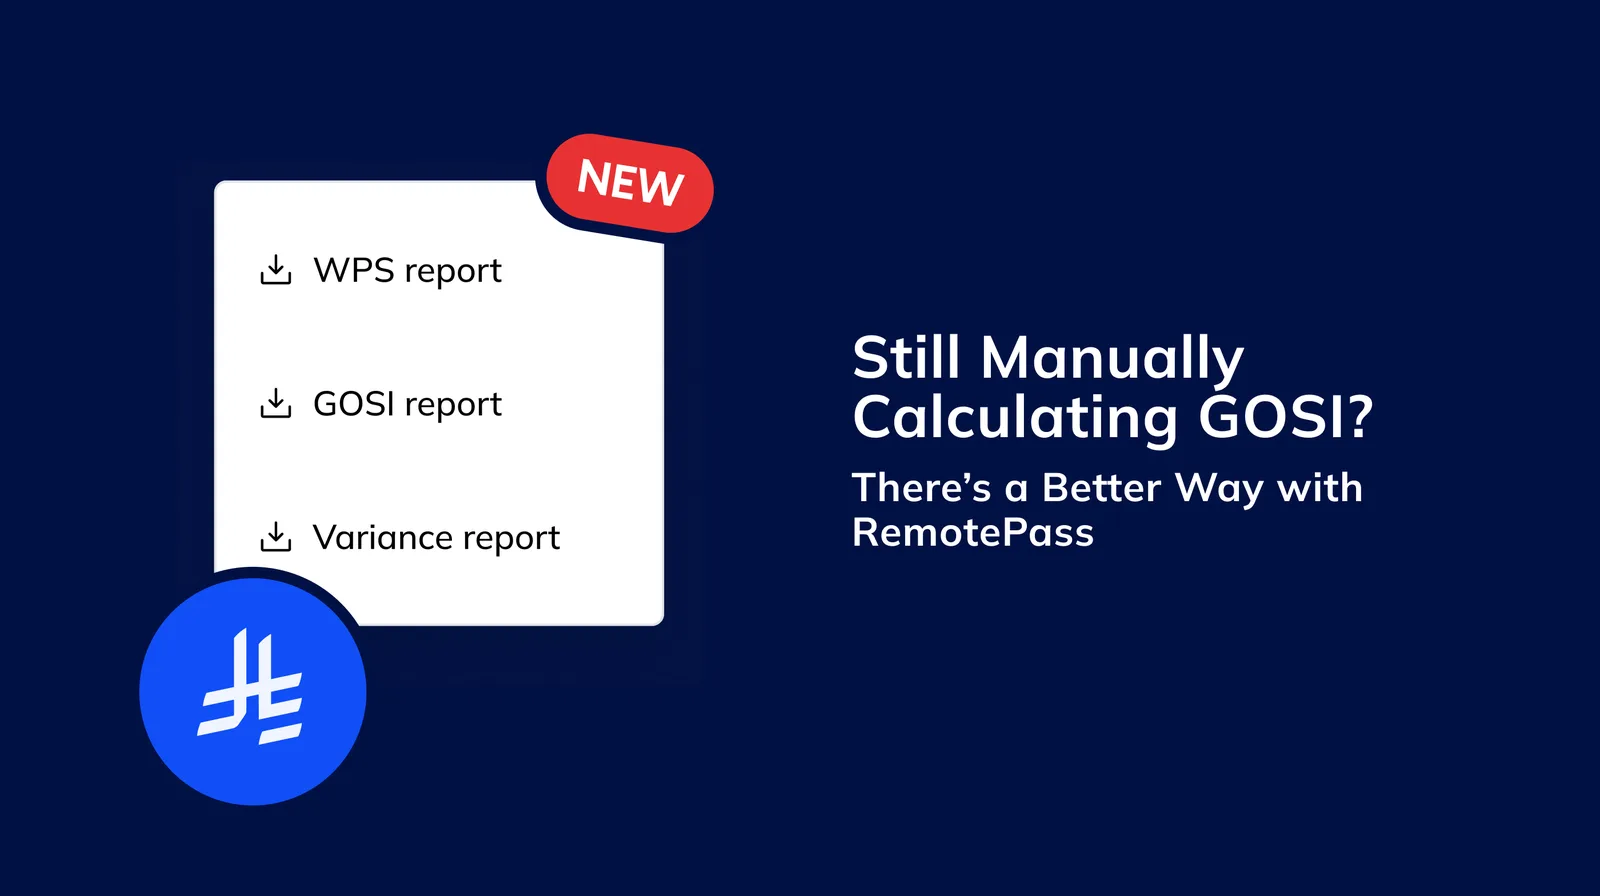 NEW
WPS report
GOSI report
Variance report
Still Manually
Calculating GOSI?
There’s a Better Way with
RemotePass